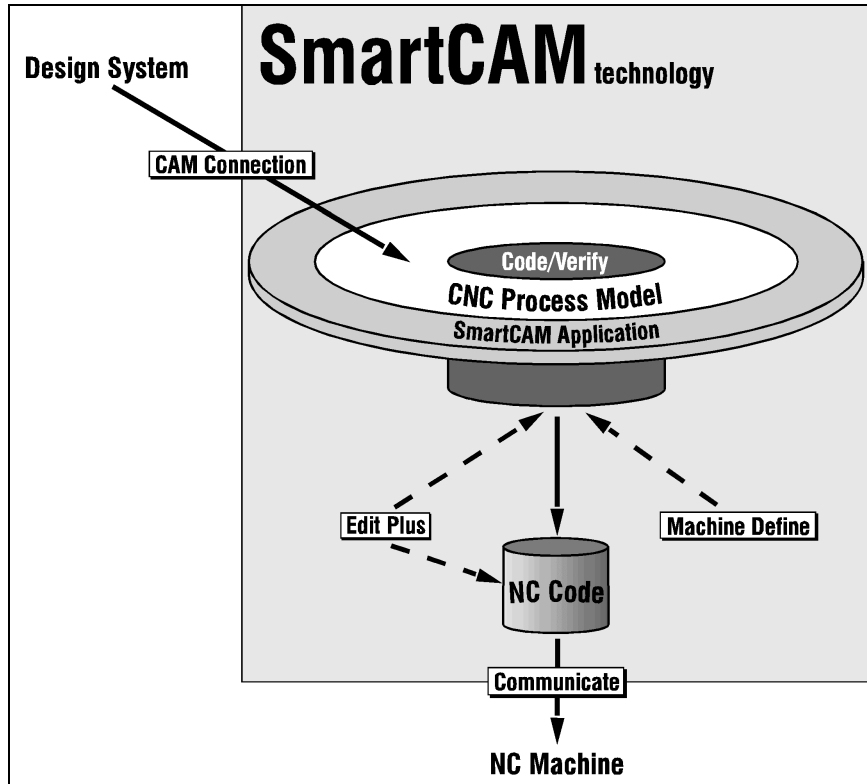 SmartCAM technology
Design System
CAM Connection
Code/Verify
CNC Process Model
SmartCAM Application
Edit Plus
Machine Define
NC Code
Communicate
NC Machine